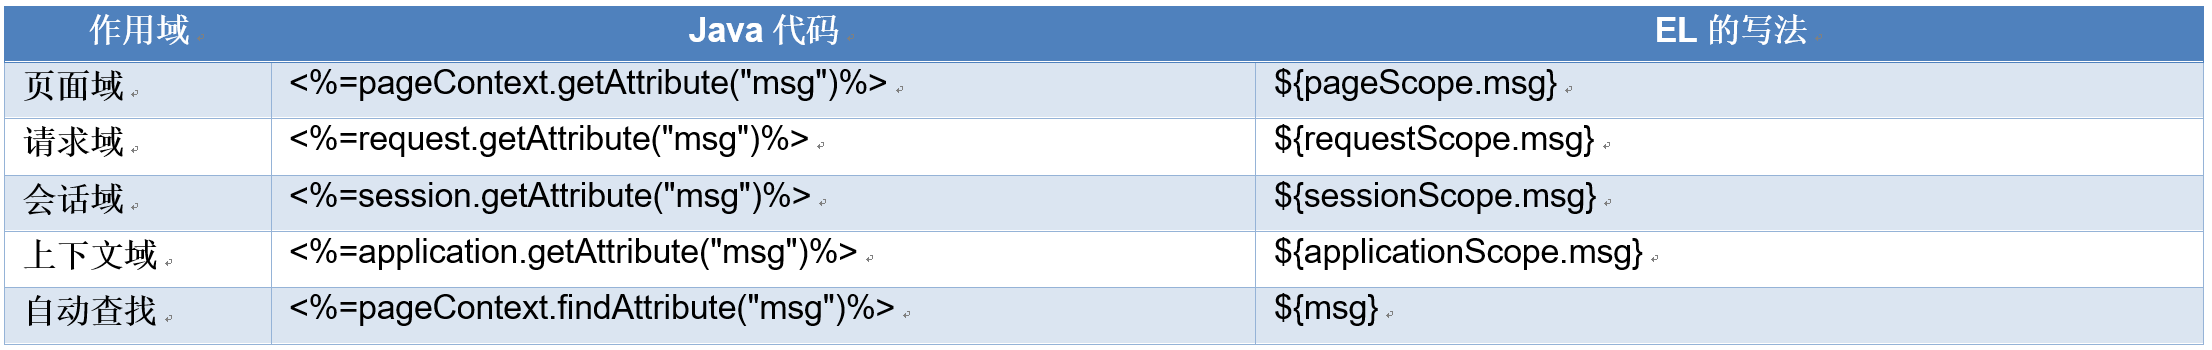 作用域 Java 代码 EL 的写法
页面域 <%=pageContext.getAttribute("msg")%> ${pageScope.msg}
请求域 <%=request.getAttribute("msg")%> ${requestScope.msg}
会话域 <%=session.getAttribute("msg")%> ${sessionScope.msg}
上下文域 <%=application.getAttribute("msg")%> ${applicationScope.msg}
自动查找 <%=pageContext.findAttribute("msg")%> ${msg}